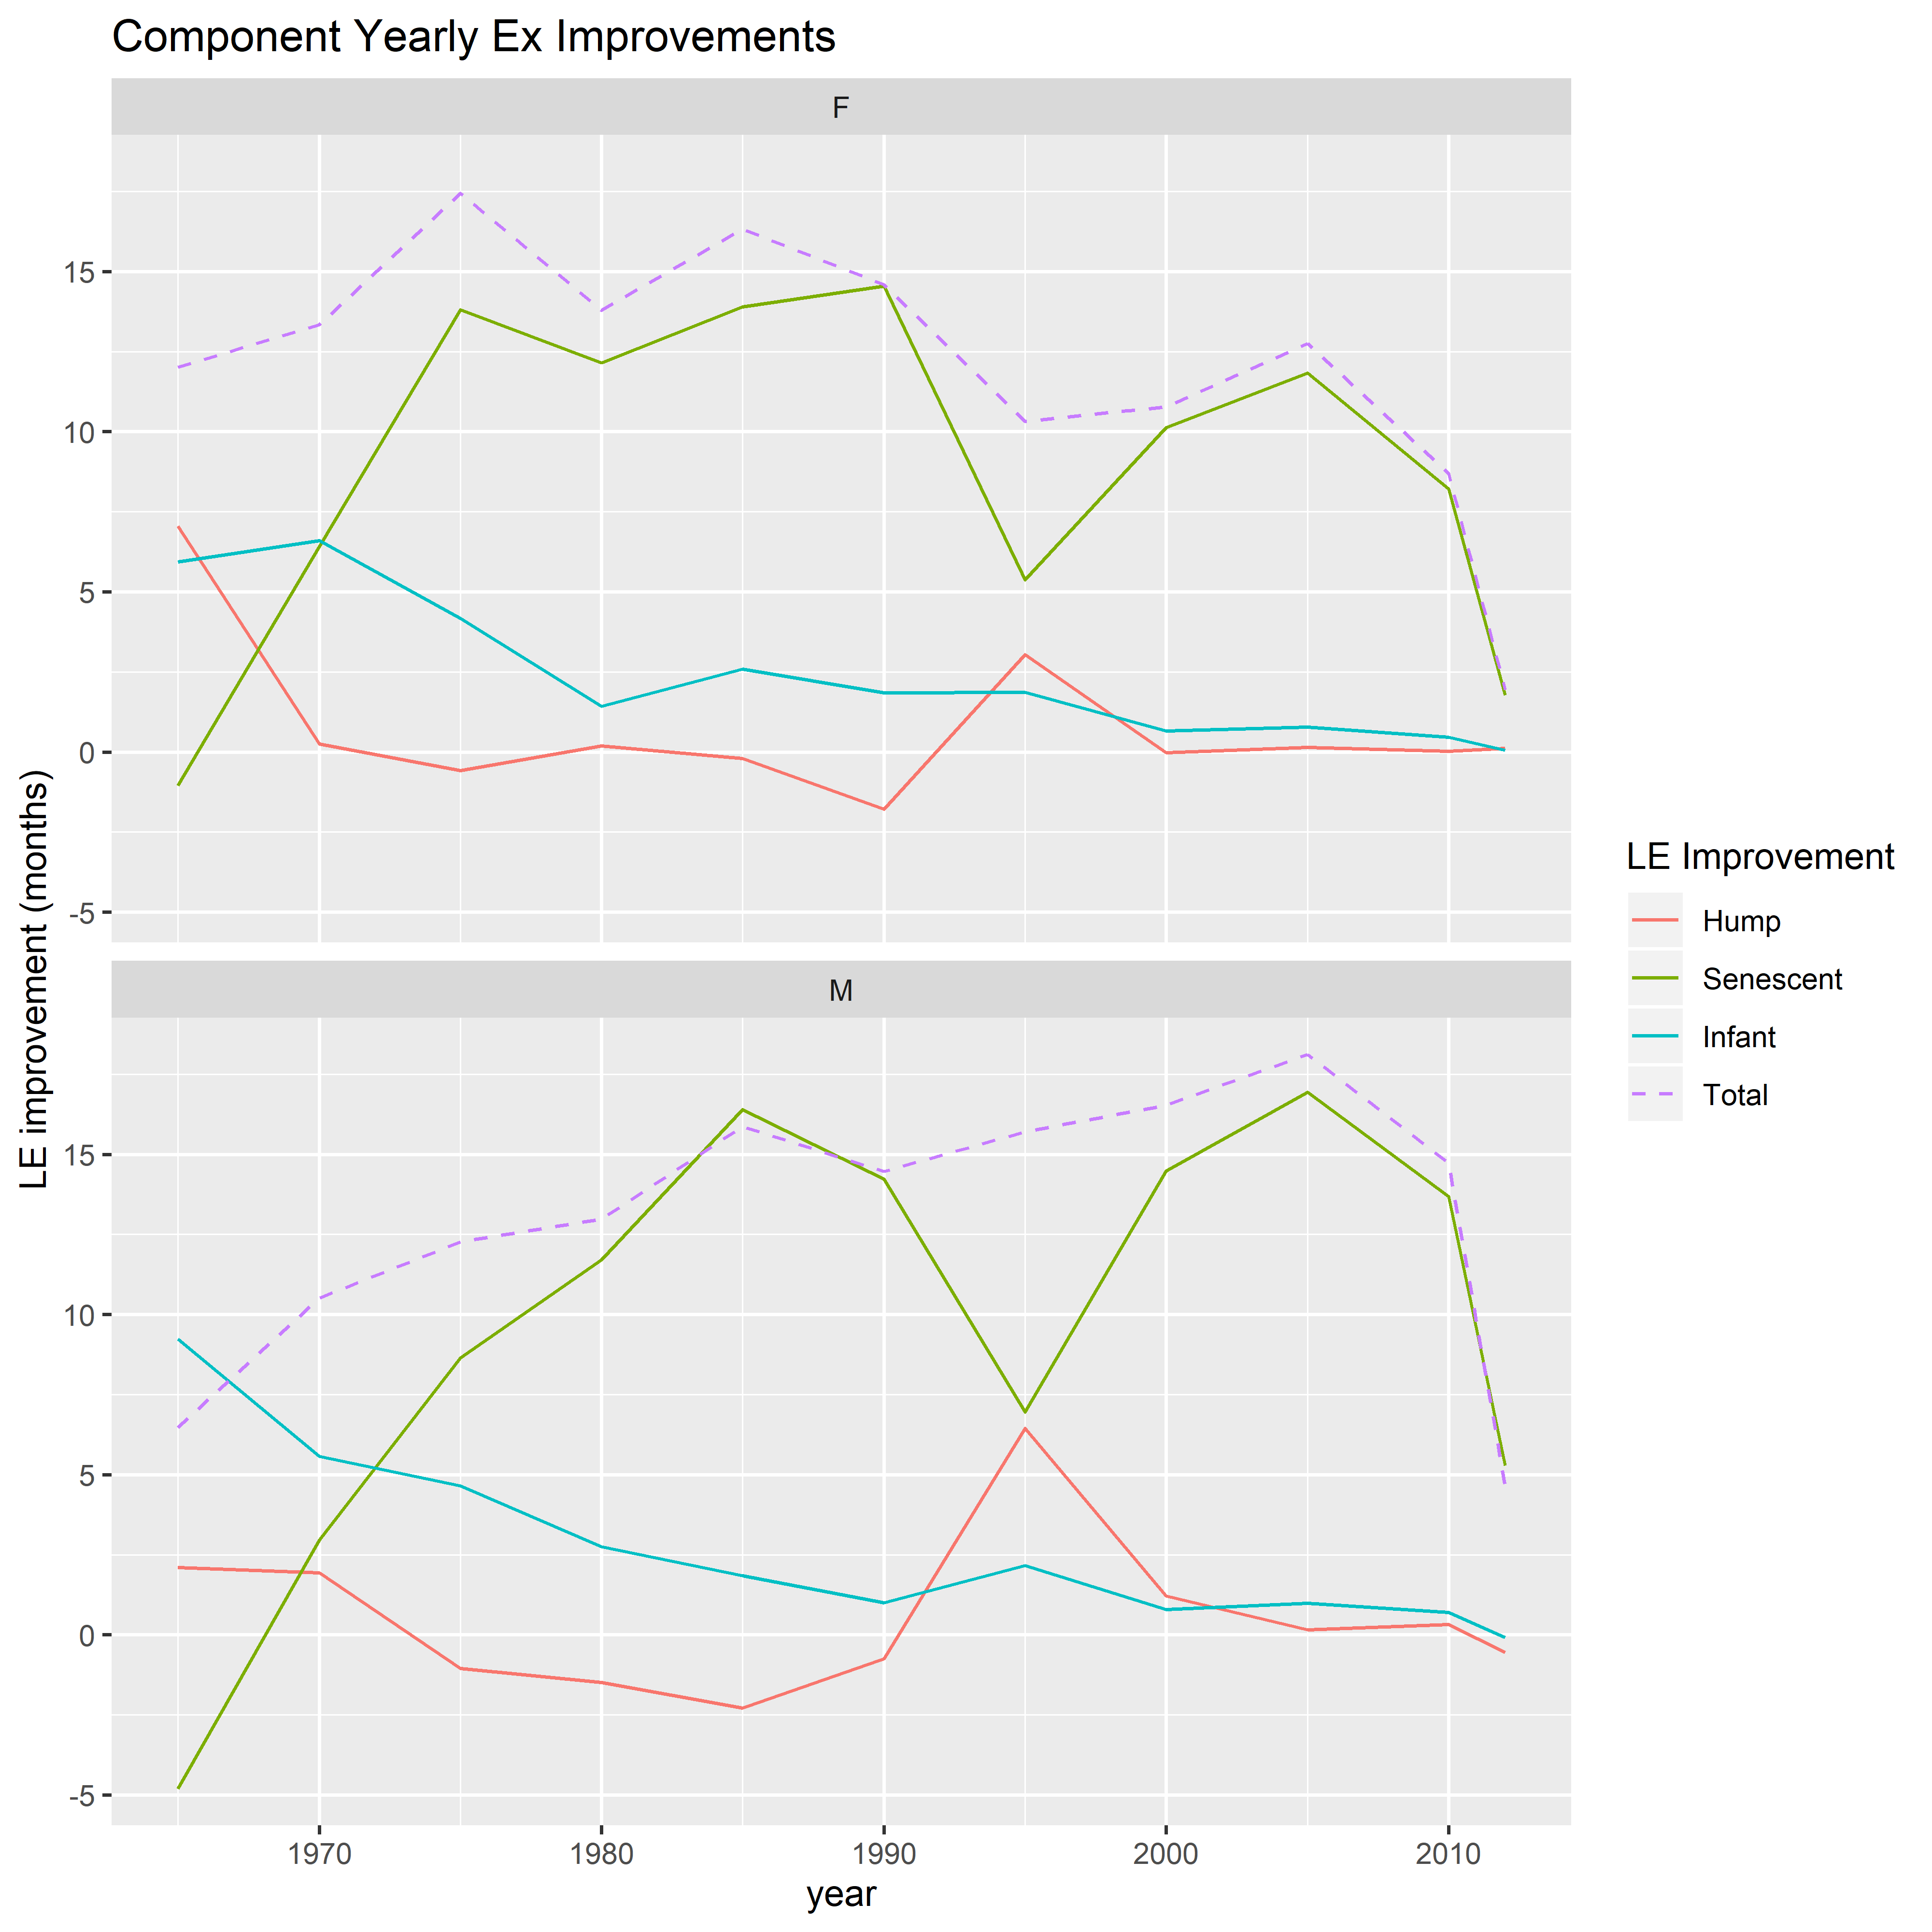 Component Yearly Ex Improvements
F
15
10
5
0
-5
M
15
10
5
0
-5
1970 1980 1990 2000 2010
year
LE improvement (months)
LE Improvement
Hump
Senescent
Infant
Total